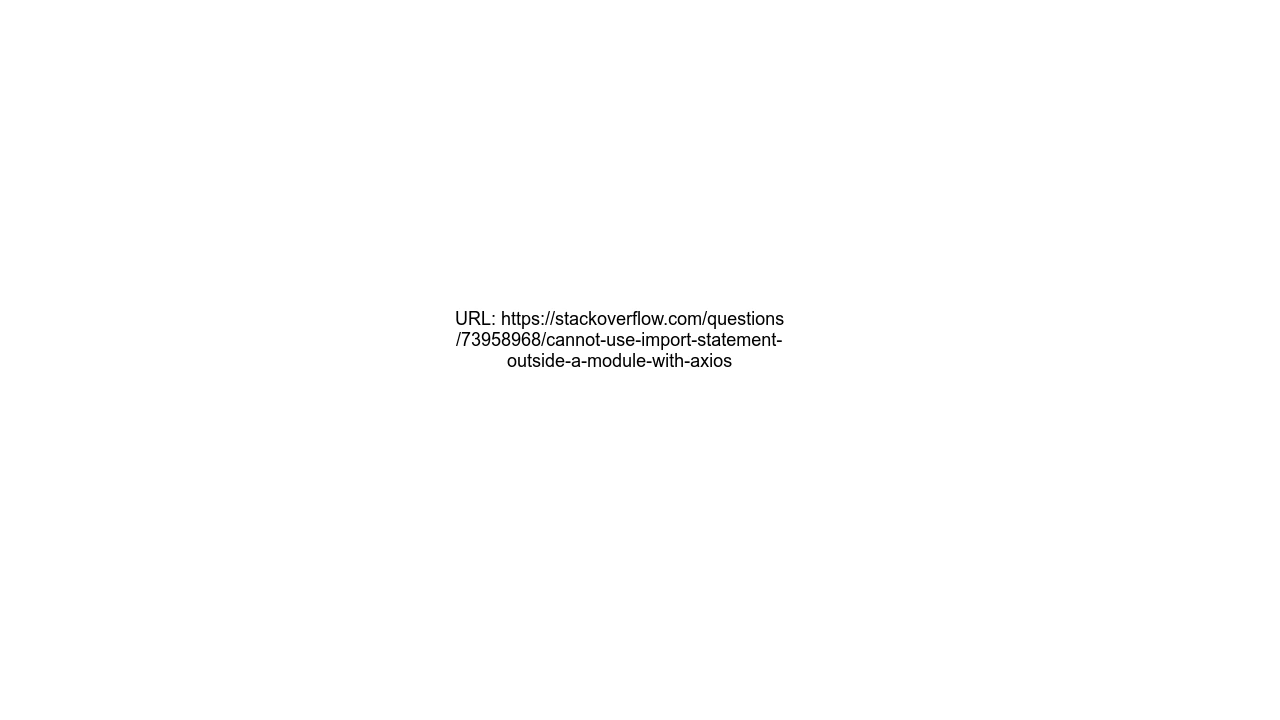 URL: https://stackoverflow.com/questions
/73958968/cannot-use-import-statement-
outside-a-module-with-axios